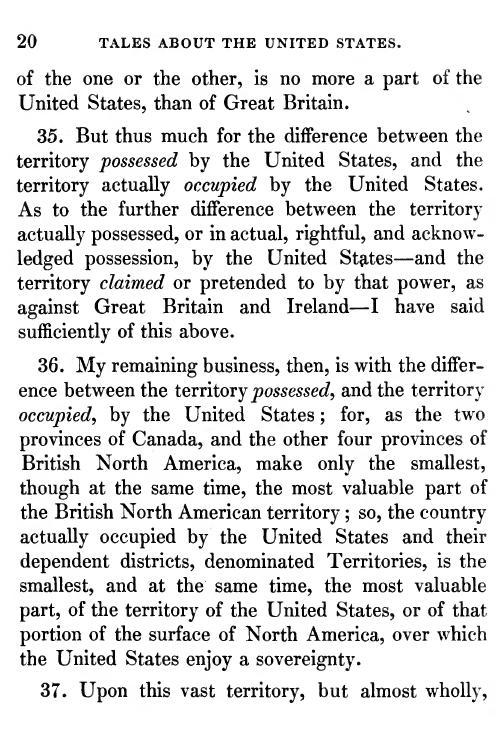 20 TALES ABOUT THE UNITED STATES.
of the one or the other, is no more a part of the
United States, than of Great Britain.
35. But thus much for the difference between the
territory possessed by the United States, and the
territory actually occupied by the United States.
As to the further difference between the territory
actually possessed, or in actual, rightful, and acknow-
ledged possession, by the United States—and the
territory claimed or pretended to by that power, as
against Great Britain and Ireland—I have said
sufficiently of this above.
36. My remaining business, then, is with the differ-
ence between the territory possessed, and the territory
occupied, by the United States; for, as the two
provinces of Canada, and the other four provinces of
British North America, make only the smallest,
though at the same time, the most valuable part of
the British North American territory; so, the country
actually occupied by the United States and their
dependent districts, denominated Territories, is the
smallest, and at the same time, the most valuable
part, of the territory of the United States, or of that
portion of the surface of North America, over which
the United States enjoy a sovereignty.
37. Upon this vast territory, but almost wholly,